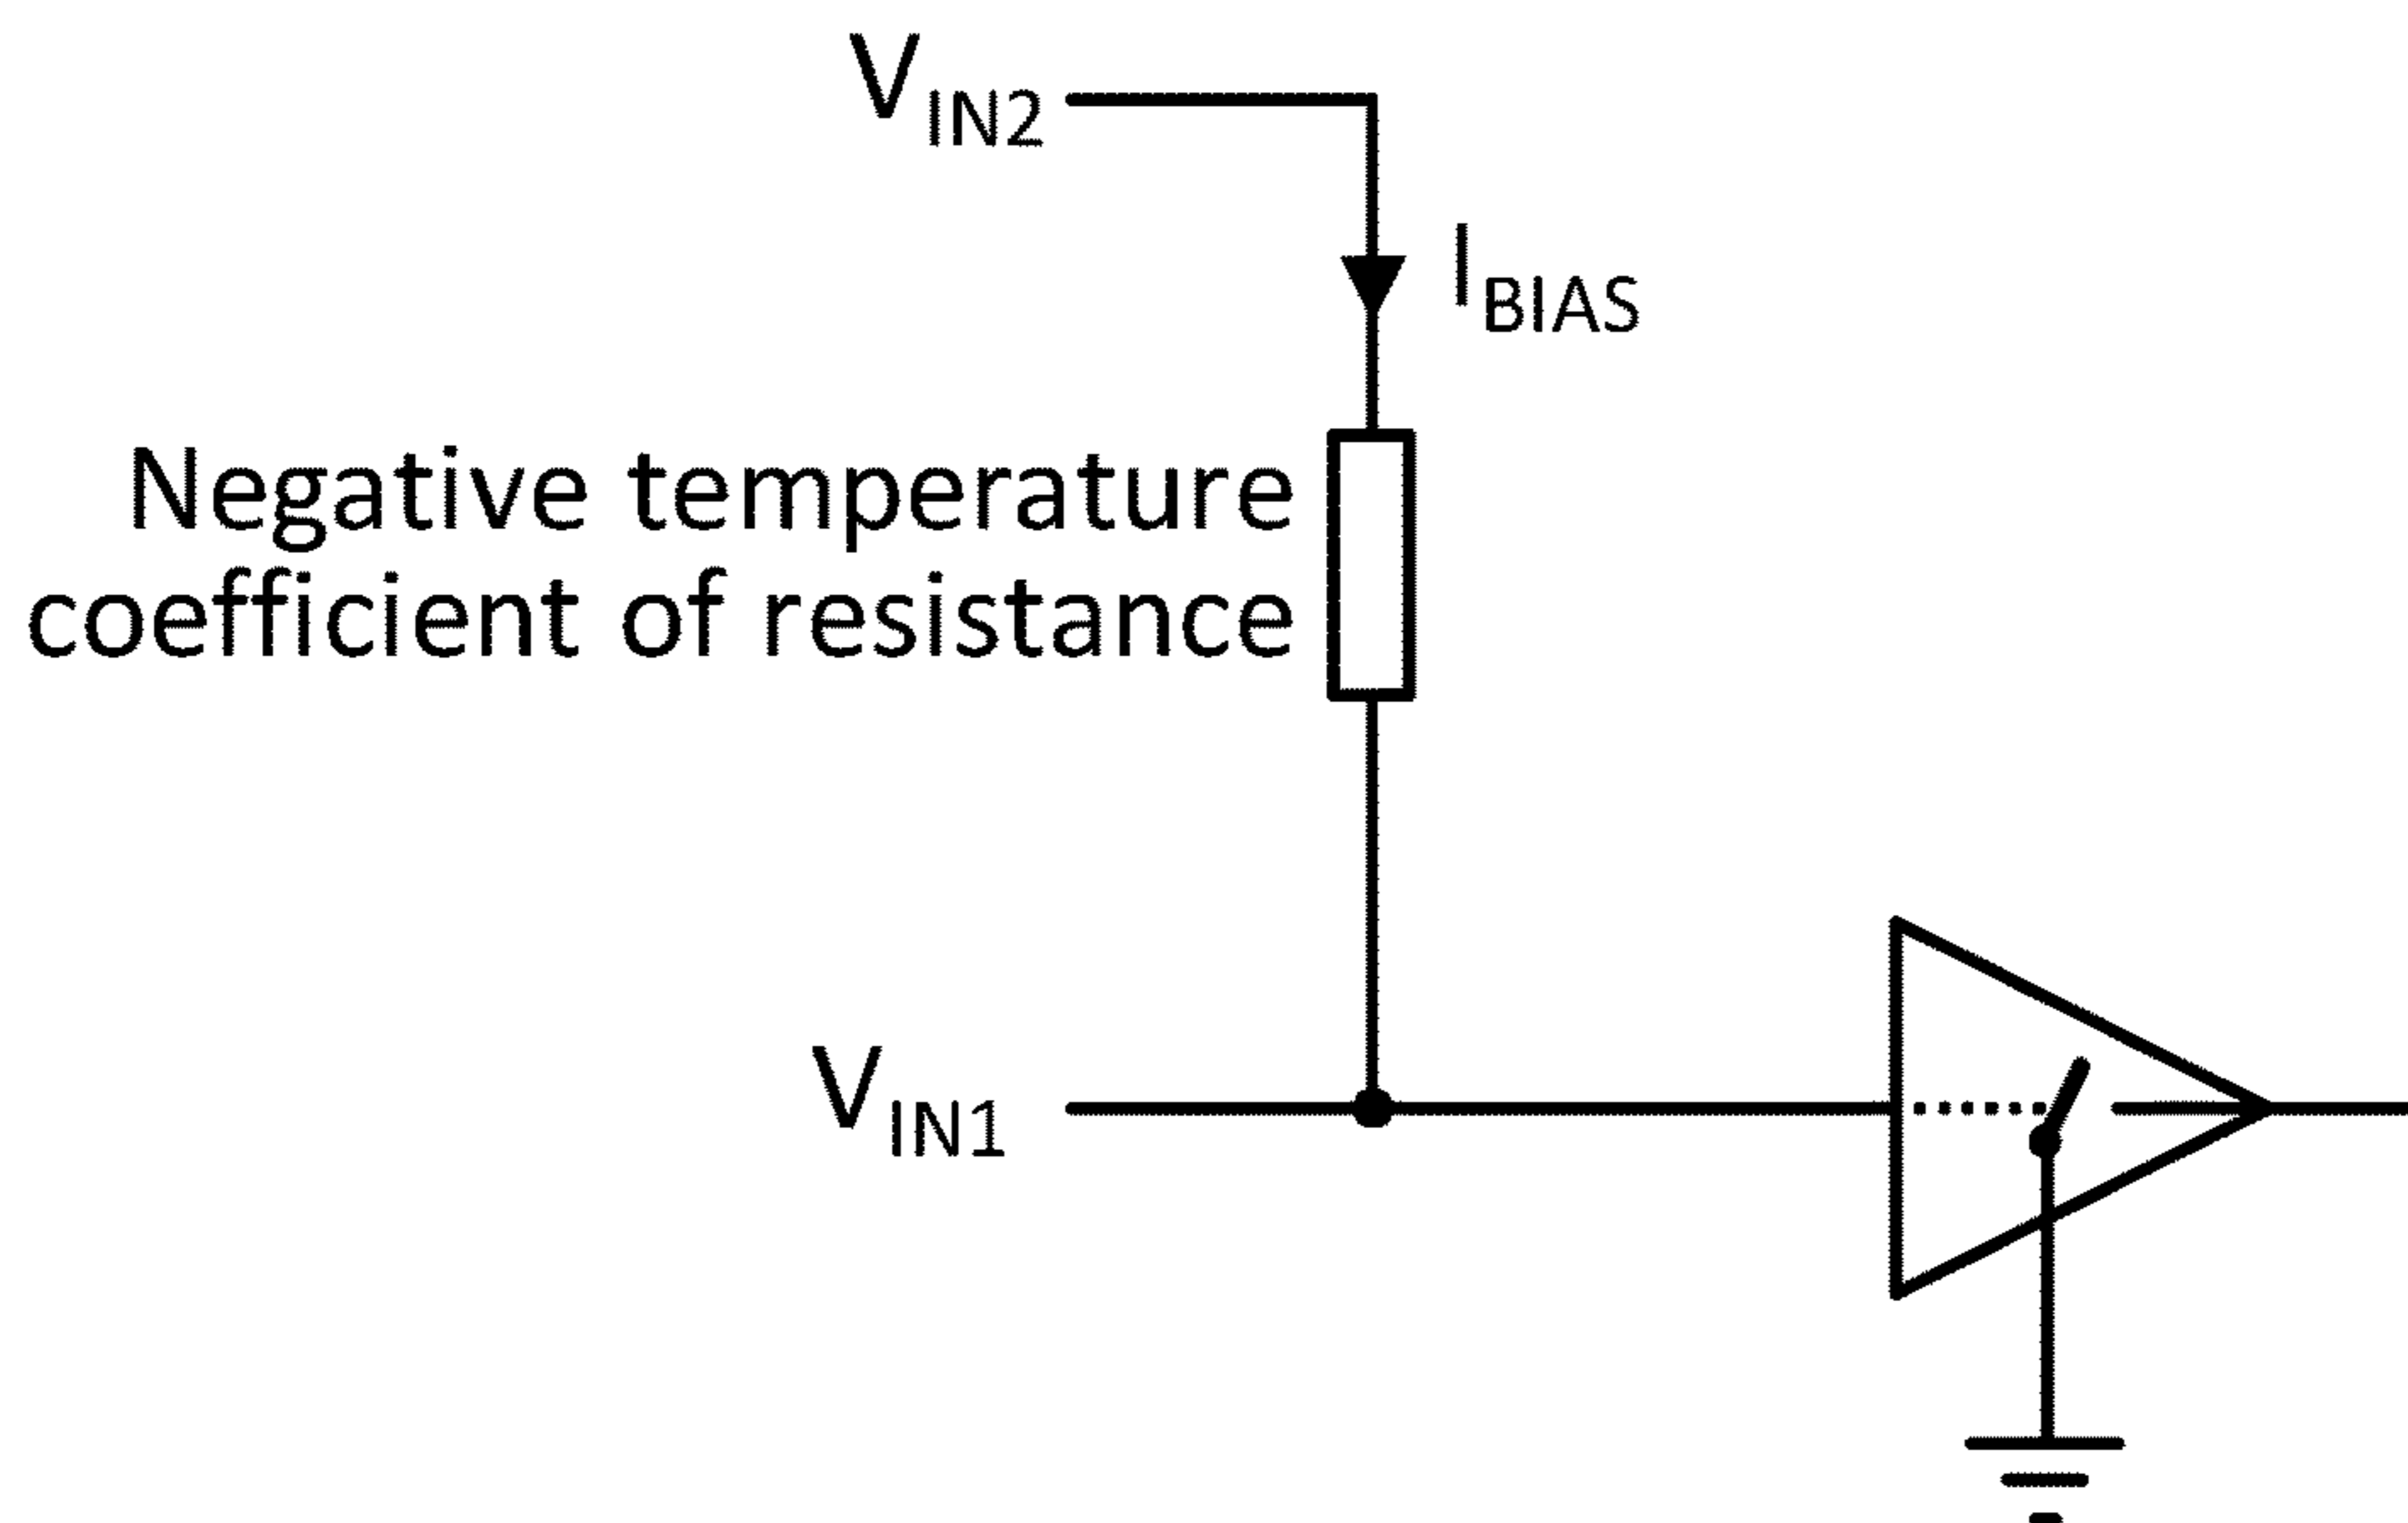 VIN2
IBIAS
Negative temperature
coefficient of resistance
VIN1